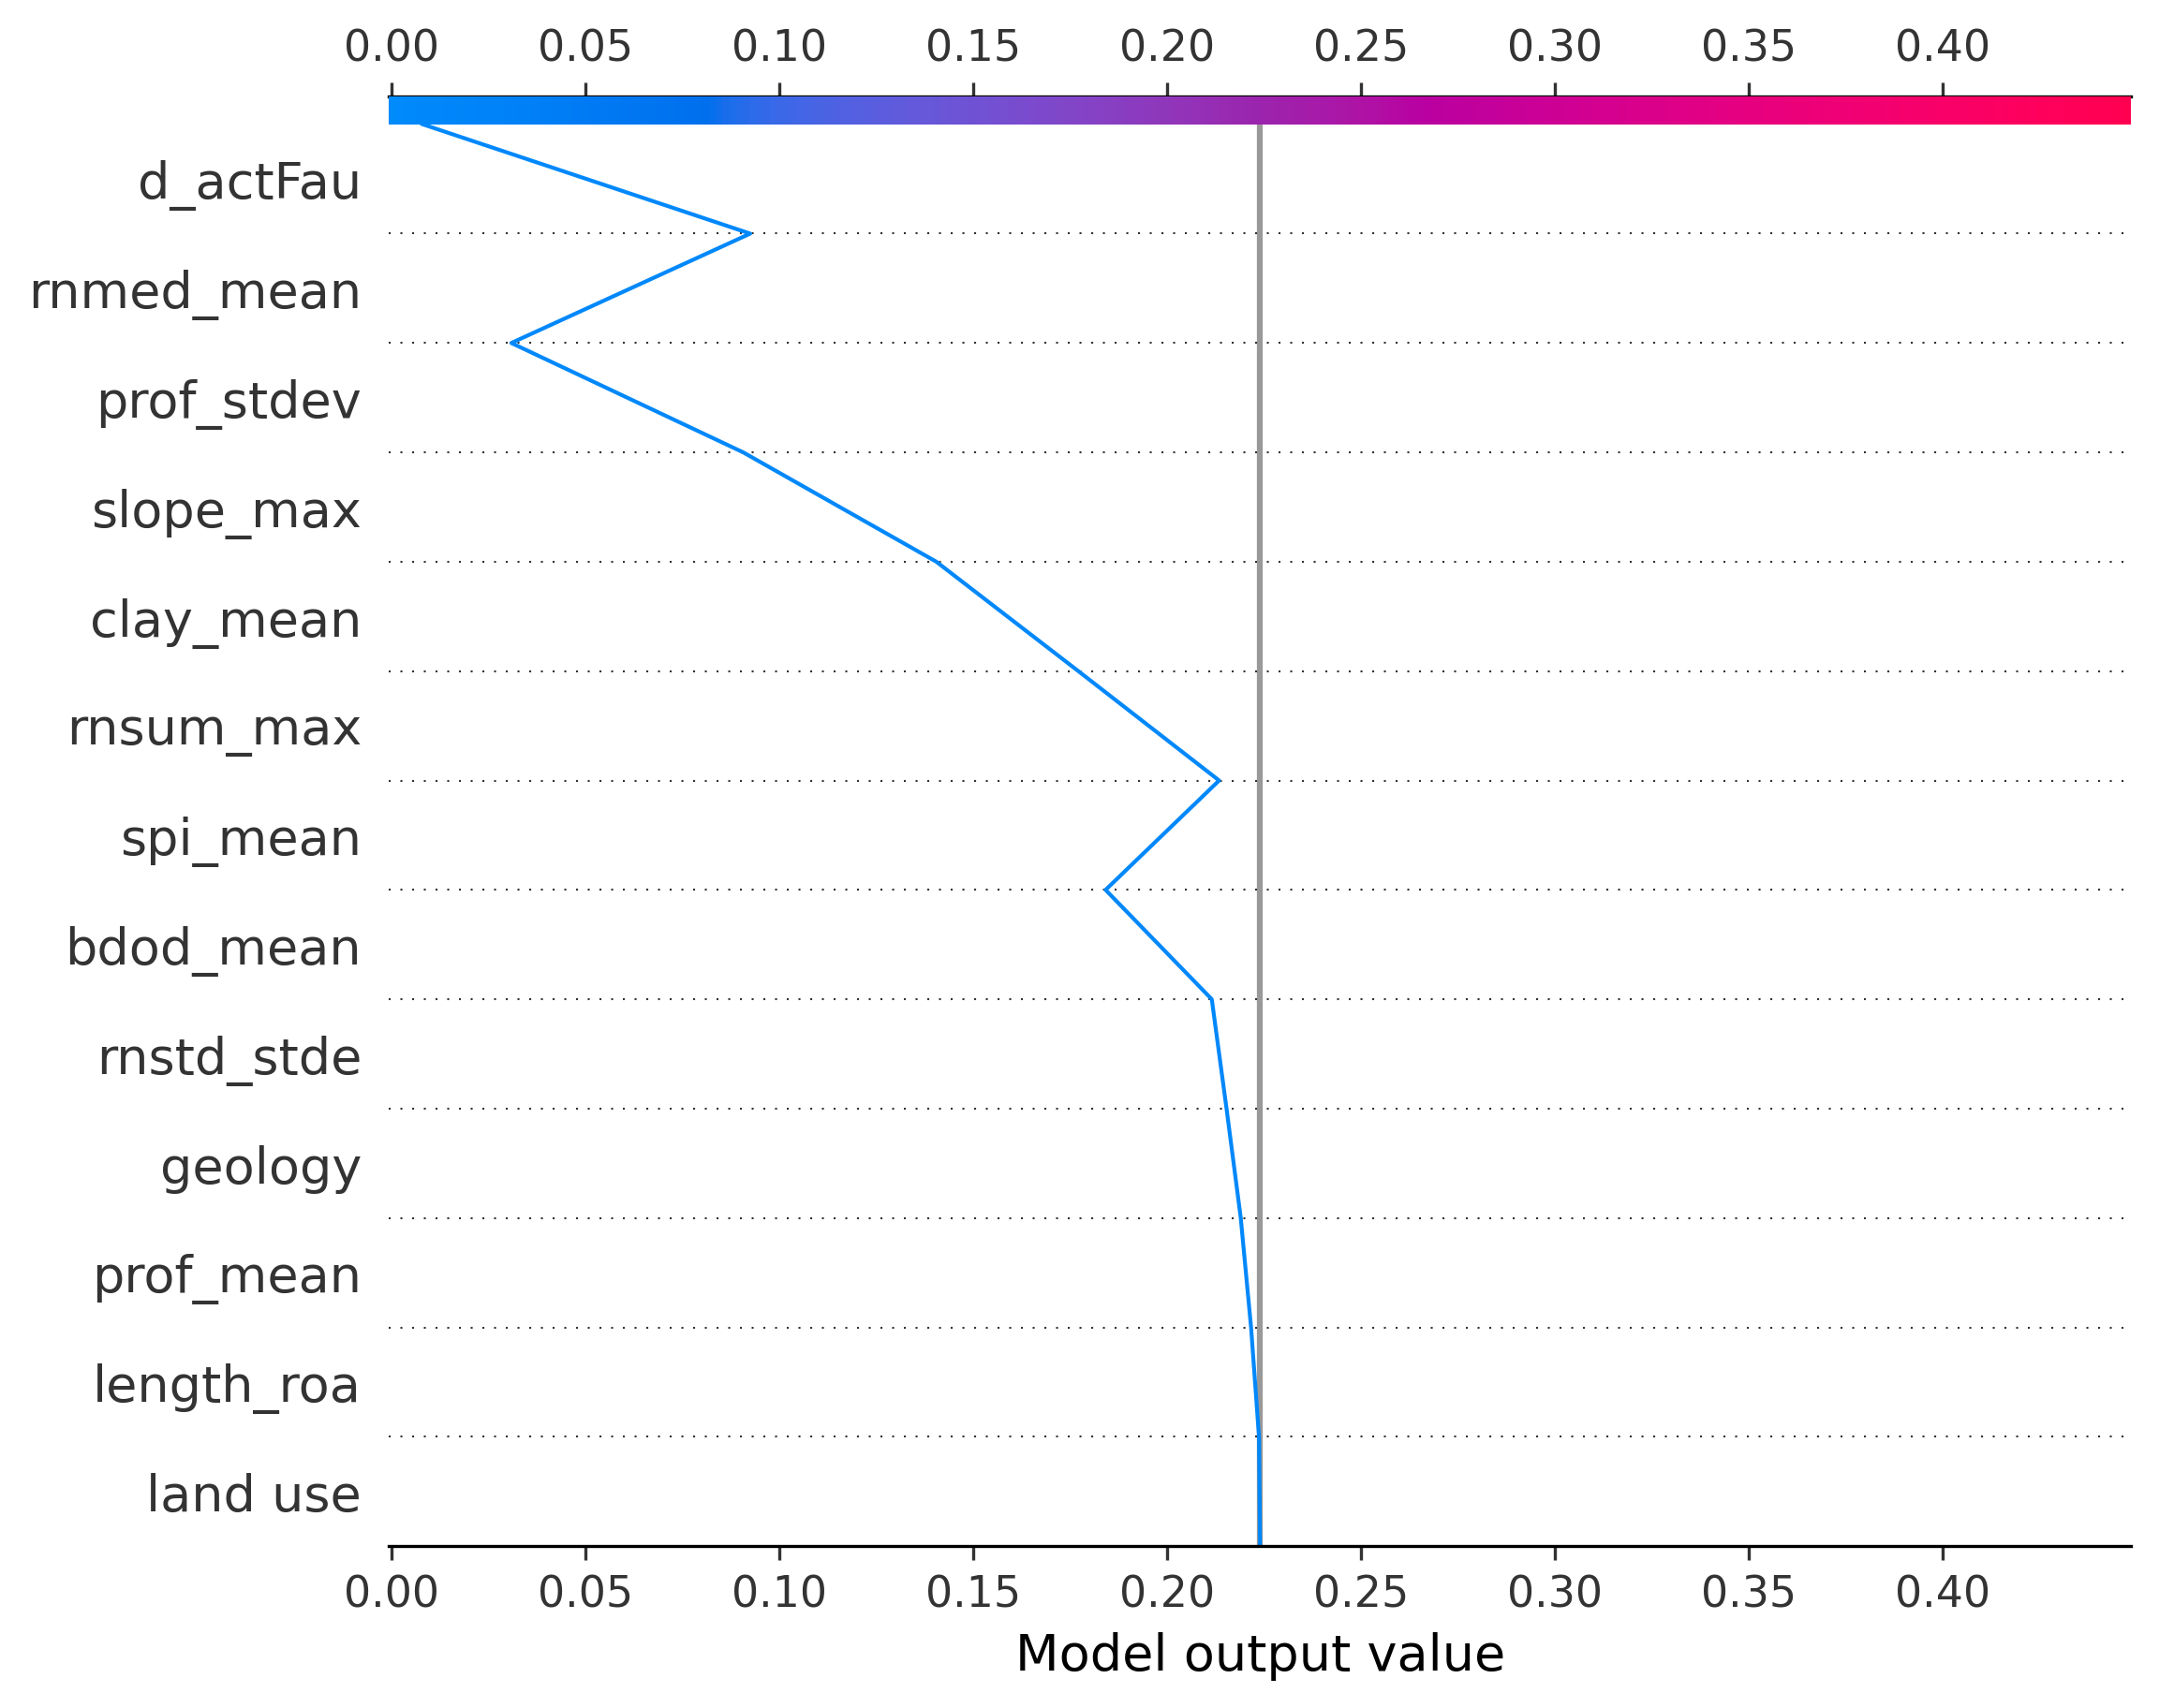 0.00 0.05 0.10 0.15 0.20 0.25 0.30 0.35 0.40
d_actFau
rnmed_mean
prof_stdev
slope_max
clay_mean
rnsum_max
spi_mean
bdod_mean
rnstd_stde
geology
prof_mean
length_roa
land use
0.00 0.05 0.10 0.15 0.20 0.25 0.30 0.35 0.40
Model output value